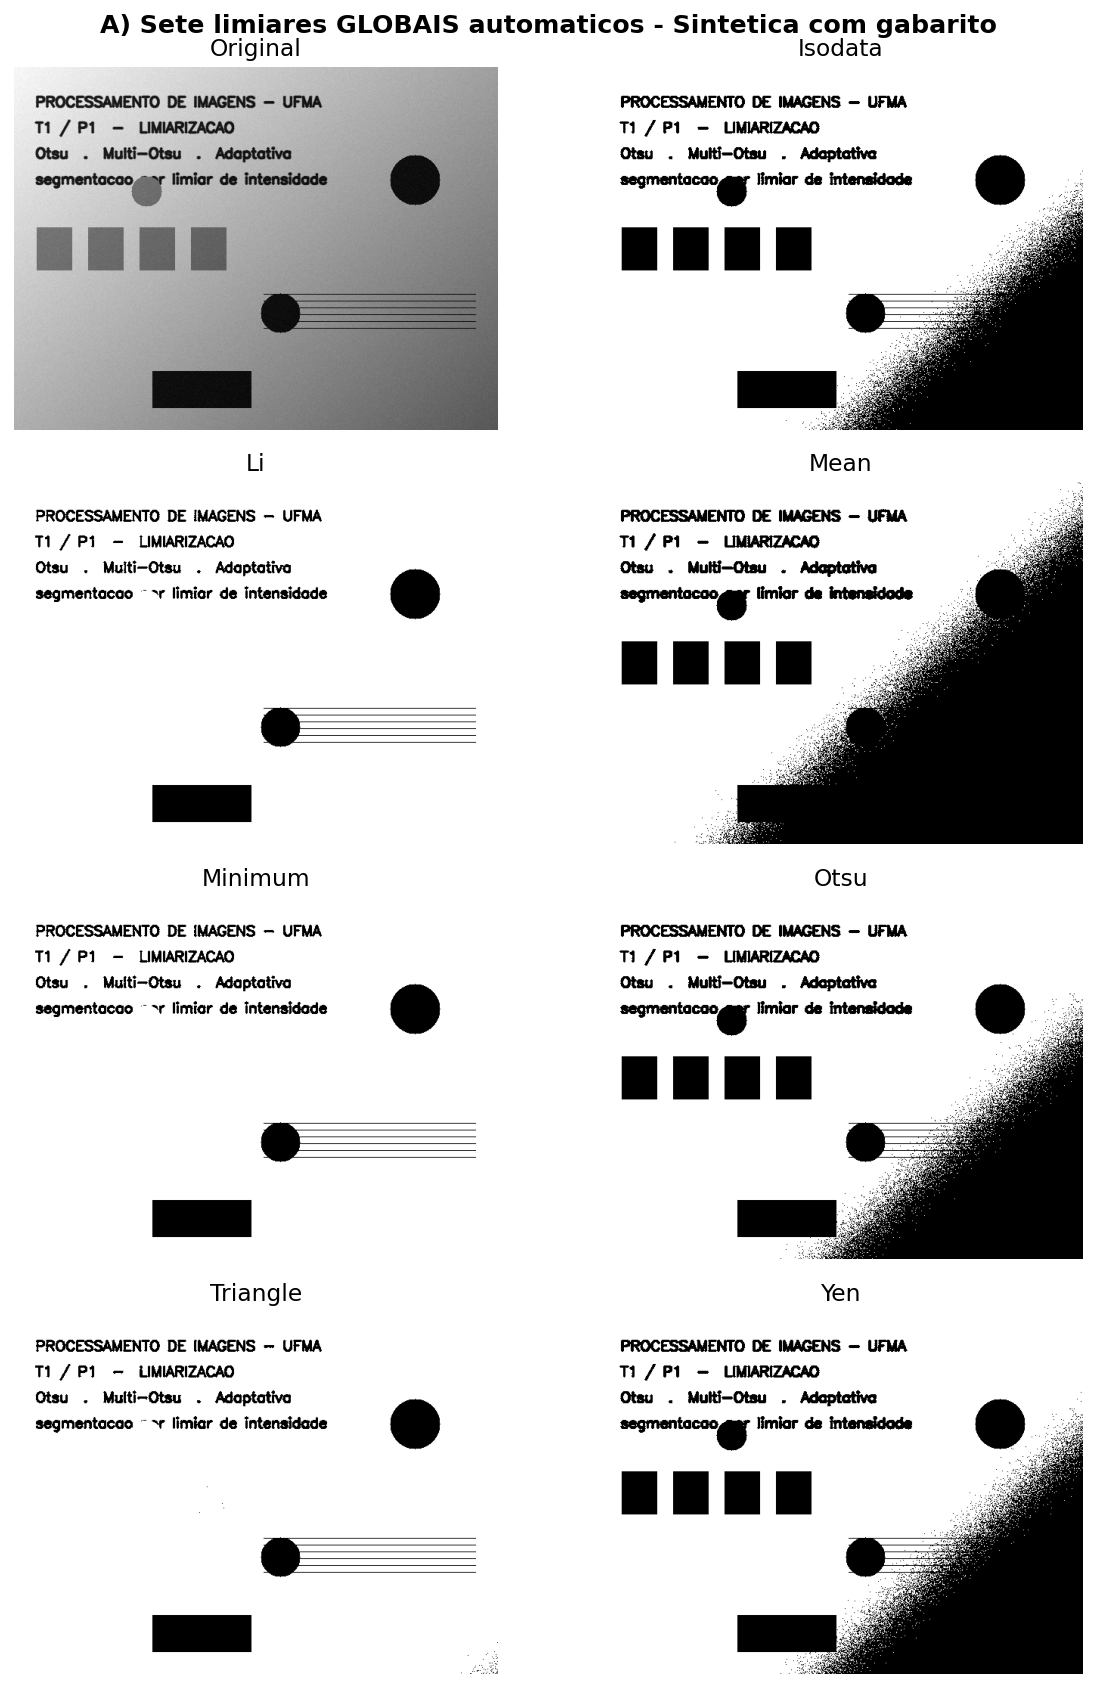 A) Sete limiares GLOBAIS automaticos - Sintetica com gabarito
Original
PROCESSAMENTO DE IMAGENS - UFMA
T1 / P1 - LIMIARIZACAO
Otsu . Multi-Otsu . Adaptativa
segmentacao limiar de intensidade
Isodata
PROCESSAMENTO DE IMAGENS - UFMA
T1 / P1 - LIMIARIZACAO
Otsu . Multi-Otsu . Adaptativa
segmentacao limiar de intensidade
Li
PROCESSAMENTO DE IMAGENS - UFMA
T1 / P1 - LIMIARIZACAO
Otsu . Multi-Otsu . Adaptativa
segmentacao limiar de intensidade
Mean
PROCESSAMENTO DE IMAGENS - UFMA
T1 / P1 - LIMIARIZACAO
Otsu . Multi-Otsu . Adaptativa
segmentacao limiar de intensidade
Minimum
PROCESSAMENTO DE IMAGENS - UFMA
T1 / P1 - LIMIARIZACAO
Otsu . Multi-Otsu . Adaptativa
segmentacao limiar de intensidade
Otsu
PROCESSAMENTO DE IMAGENS - UFMA
T1 / P1 - LIMIARIZACAO
Otsu . Multi-Otsu . Adaptativa
segmentacao limiar de intensidade
Triangle
PROCESSAMENTO DE IMAGENS - UFMA
T1 / P1 - LIMIARIZACAO
Otsu . Multi-Otsu . Adaptativa
segmentacao limiar de intensidade
Yen
PROCESSAMENTO DE IMAGENS - UFMA
T1 / P1 - LIMIARIZACAO
Otsu . Multi-Otsu . Adaptativa
segmentacao limiar de intensidade